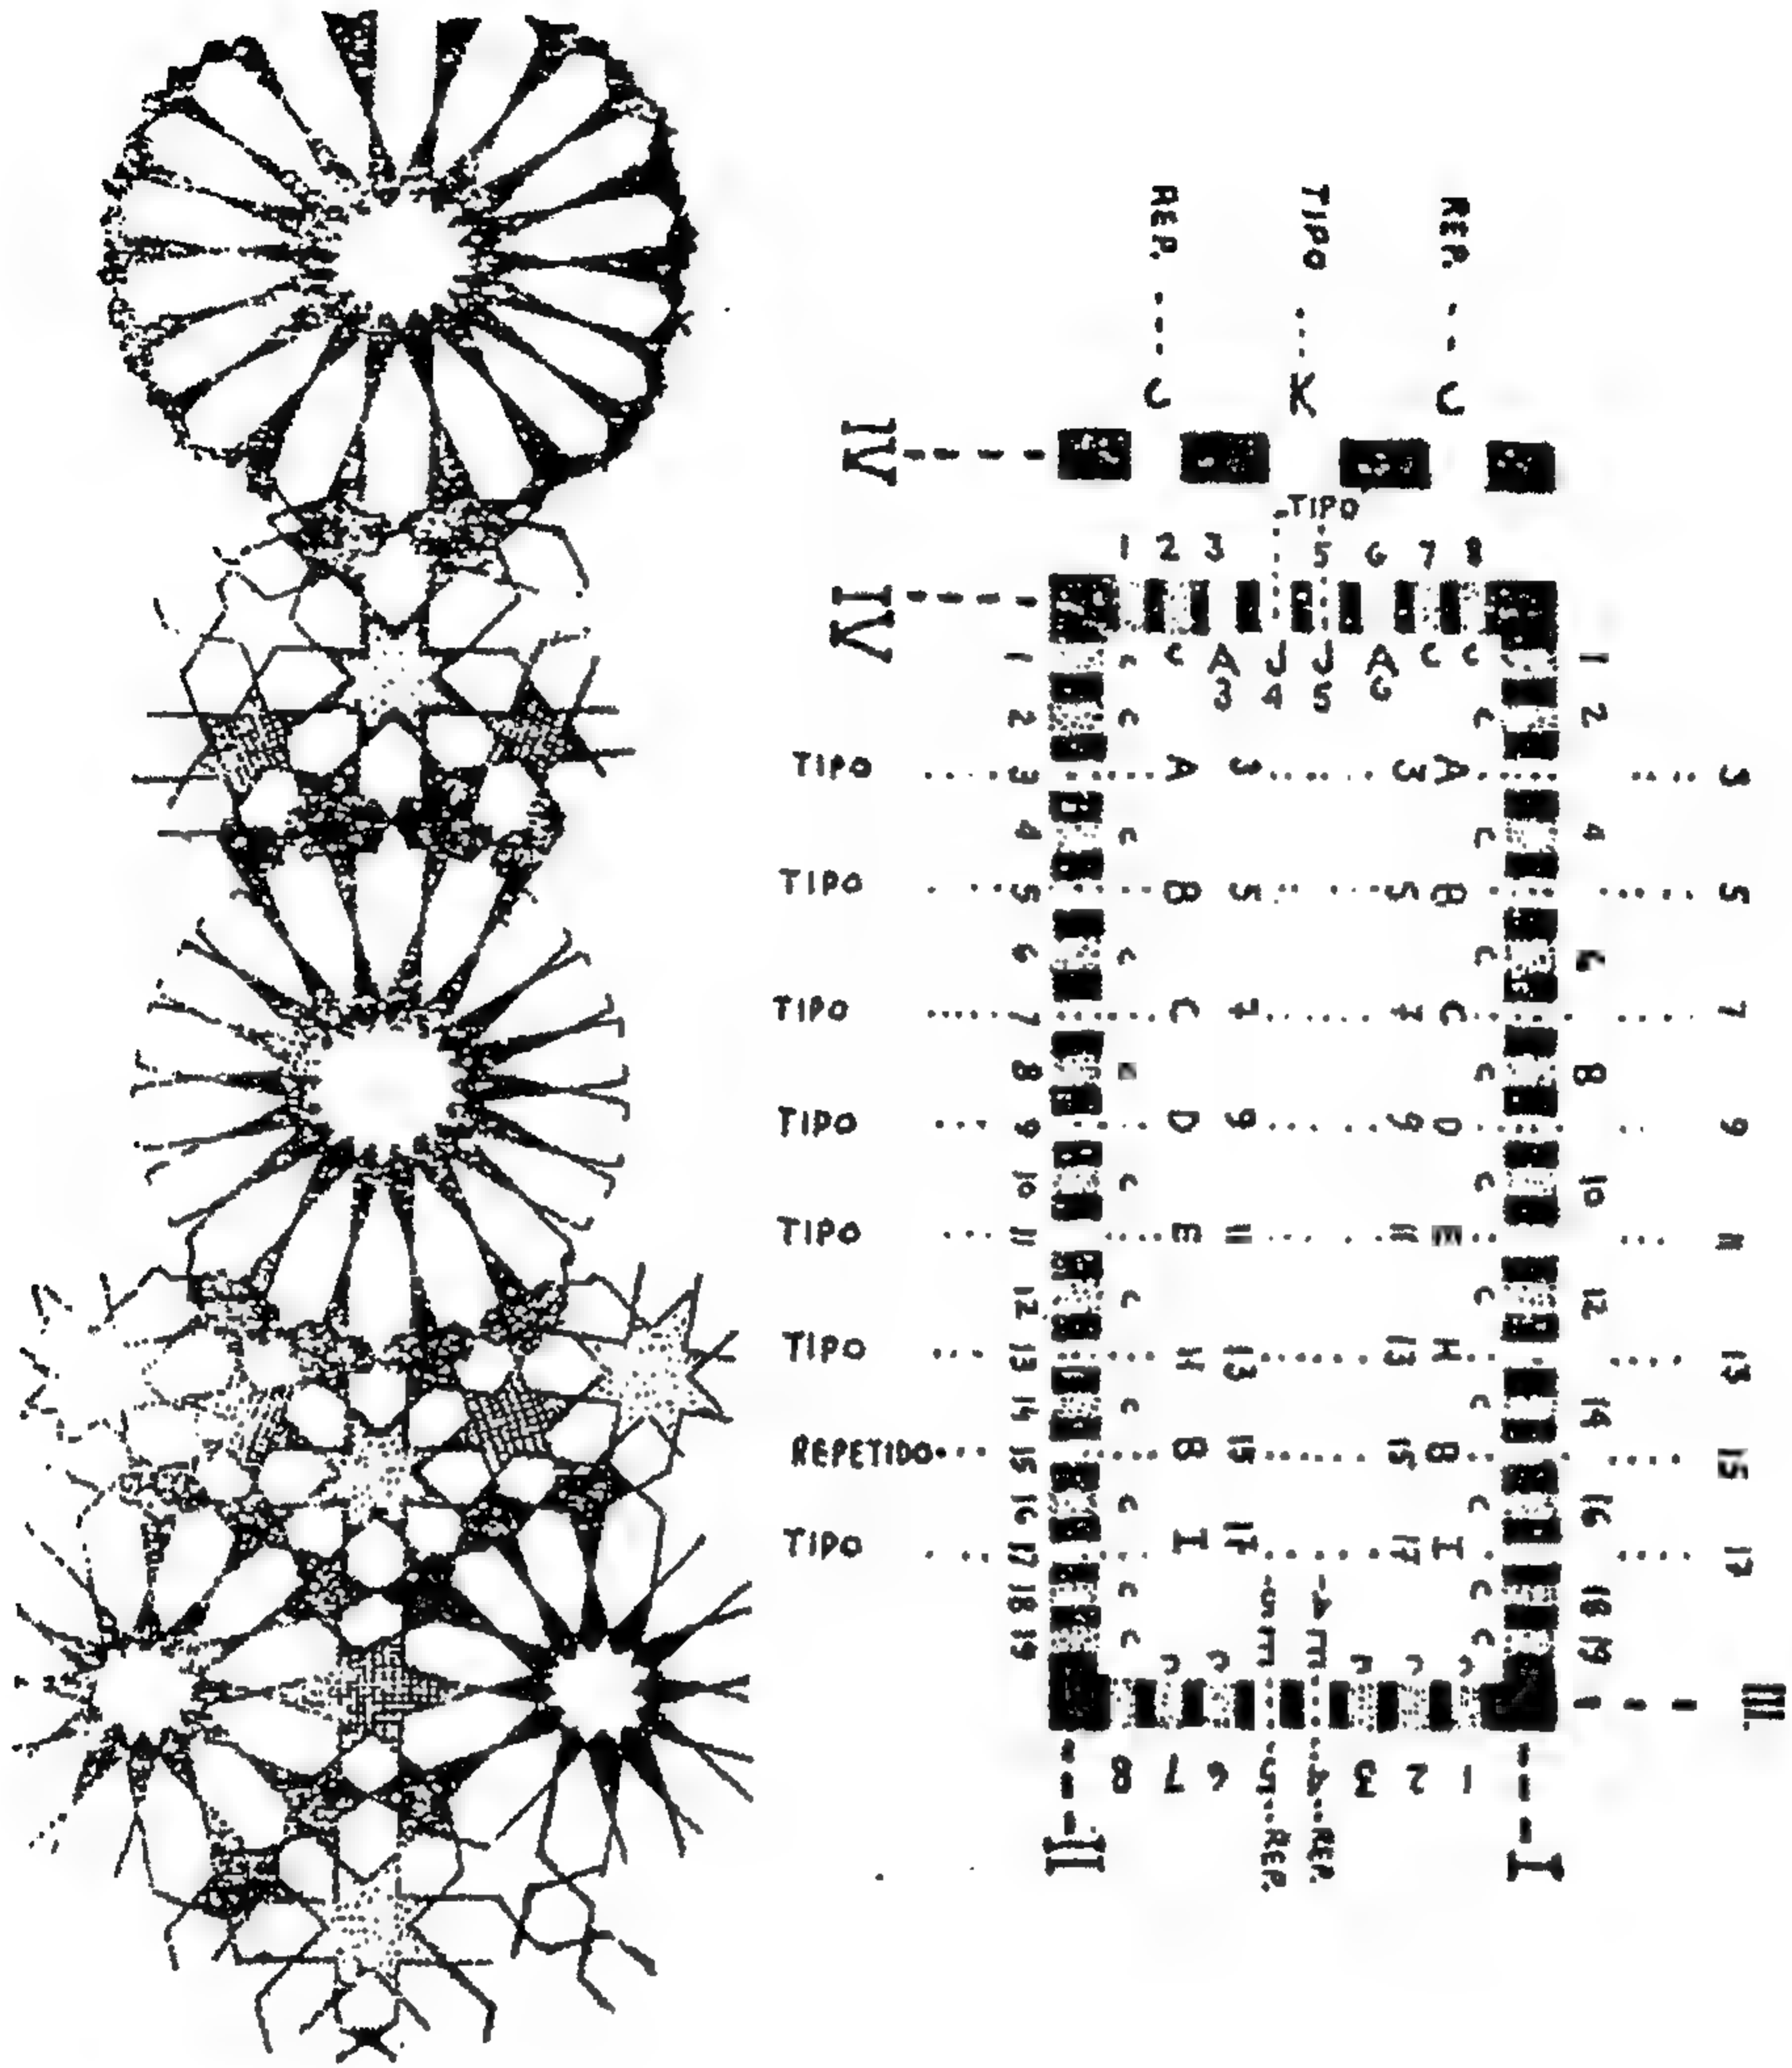 REP. TIPO REP.
C K C
IV
TIPO
1 2 3 5 6 7 8
IV
1 C C A J J A C C 1
3 4 5 6
2 C C 2
TIPO 3 A 3 3 A 3
4 C C 4
TIPO 5 B 5 5 B 5
6 C C
TIPO 7 C 7 7 C 7
8 C 8
TIPO 9 D 9 9 D 9
10 C C 10
TIPO 11 E 11 11 E 11
12 C C 12
TIPO 13 H 13 13 H 13
14 C C 14
REPETIDO 15 B 15 15 B 15
16 C C 16
TIPO 17 I 17 17 I 17
18 C C 18
5 4
19 C C 19
C C E E C C C
III
8 7 6 5 4 3 2 1
REP. REP.
II I